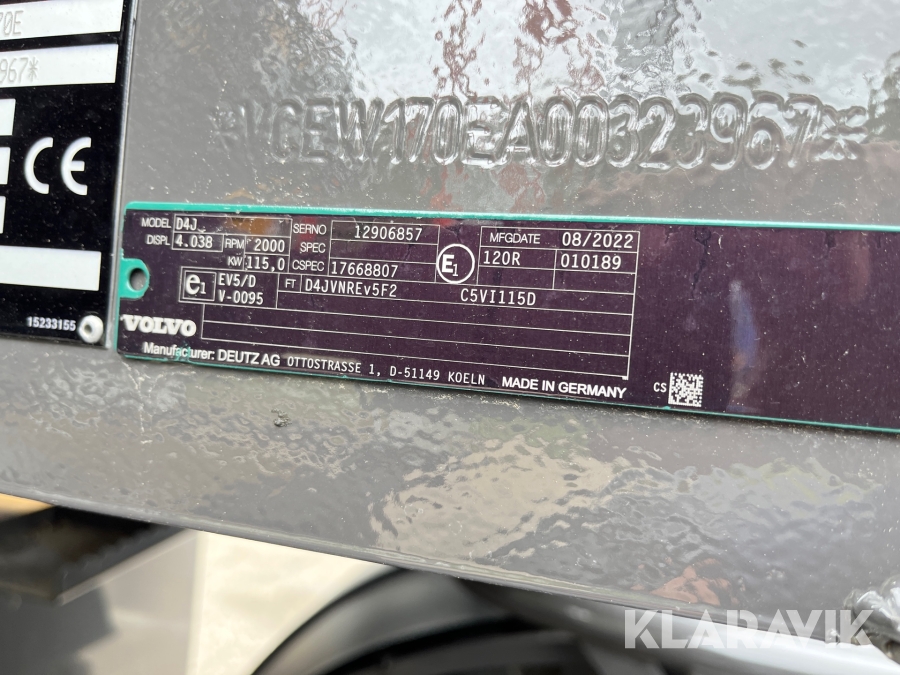 70E
967*
CE
15233155
*VCEW170EA00323967*
MODEL D4J
DISPL 4.038 RPM 2000
KW 115,0
SERNO 12906857
SPEC
CSPEC 17668807
E1
MFGDATE 08/2022
120R 010189
e1 EV5/D
V-0095
FT D4JVNREv5F2 C5VI115D
VOLVO
Manufacturer: DEUTZ AG OTTOSTRASSE 1, D-51149 KOELN MADE IN GERMANY
CS
KLARAVIK